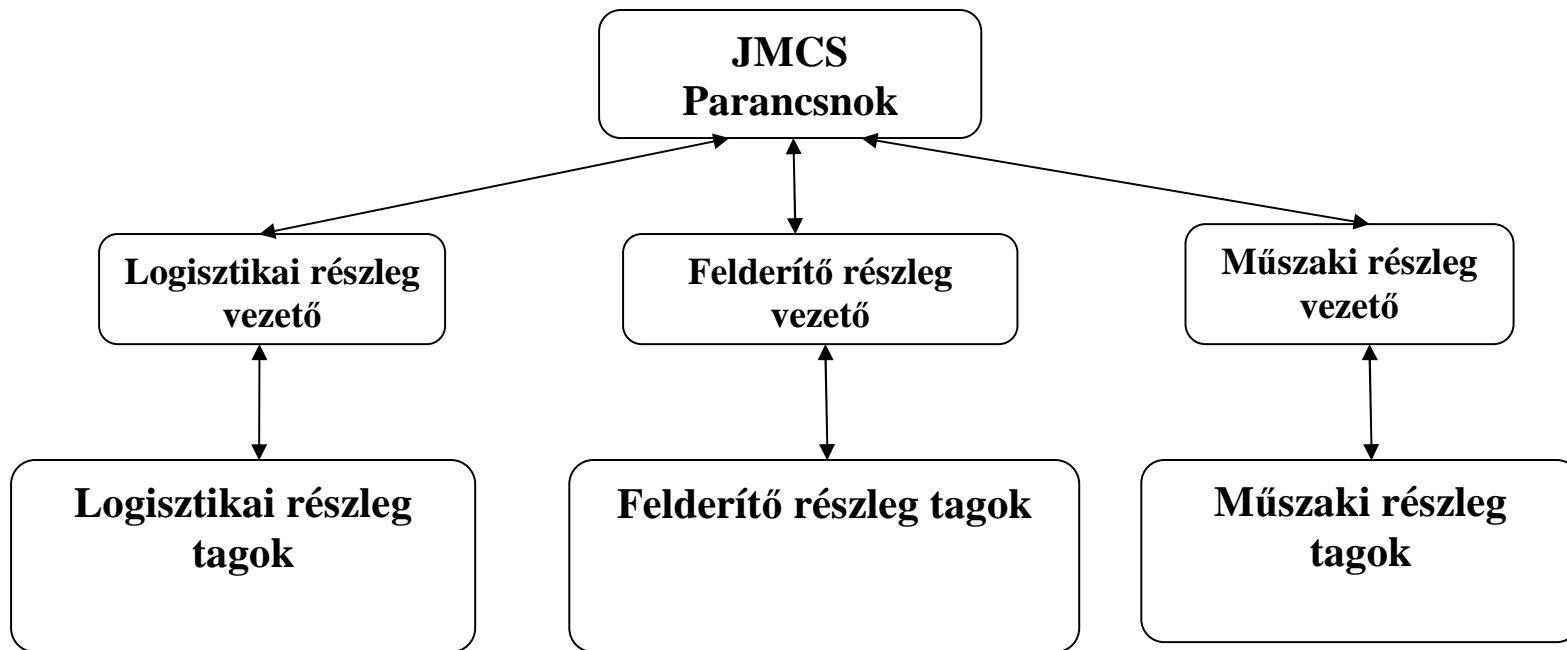 JMCS
Parancsnok
Logisztikai részleg
vezető
Felderítő részleg
vezető
Műszaki részleg
vezető
Logisztikai részleg
tagok
Felderítő részleg tagok
Műszaki részleg
tagok